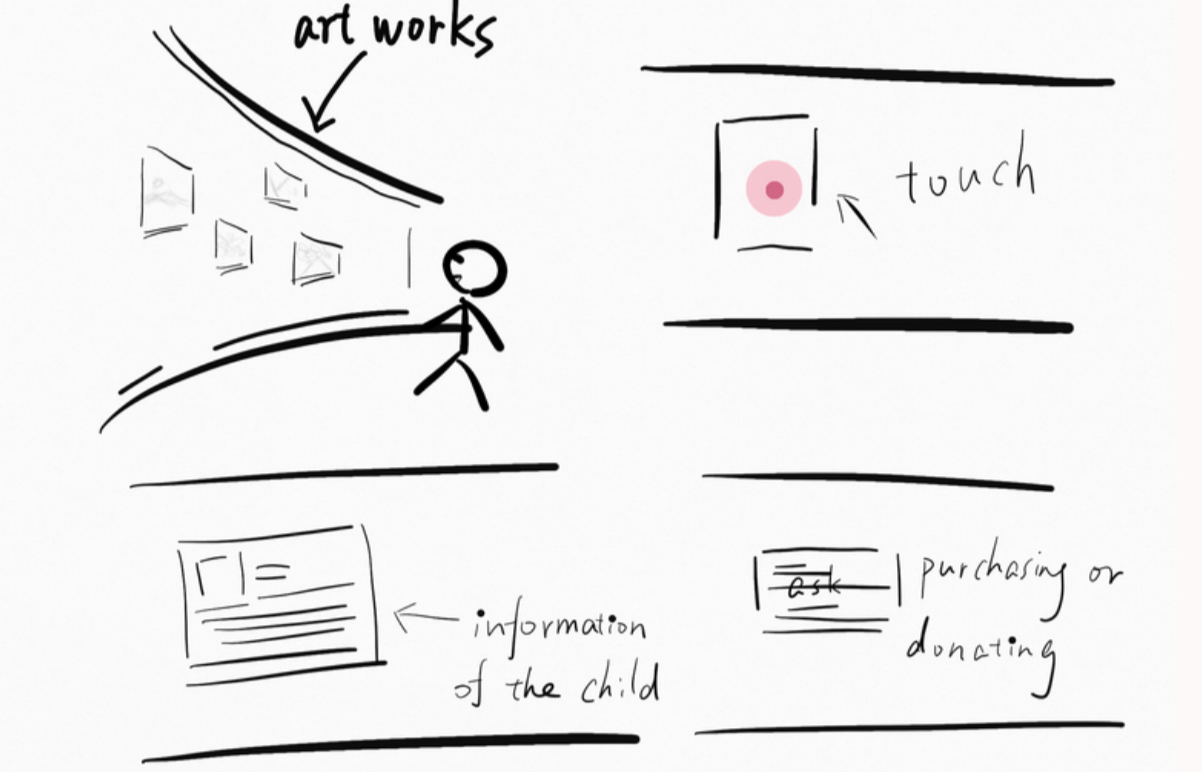 art works
touch
information
of the child
ask
purchasing or
donating